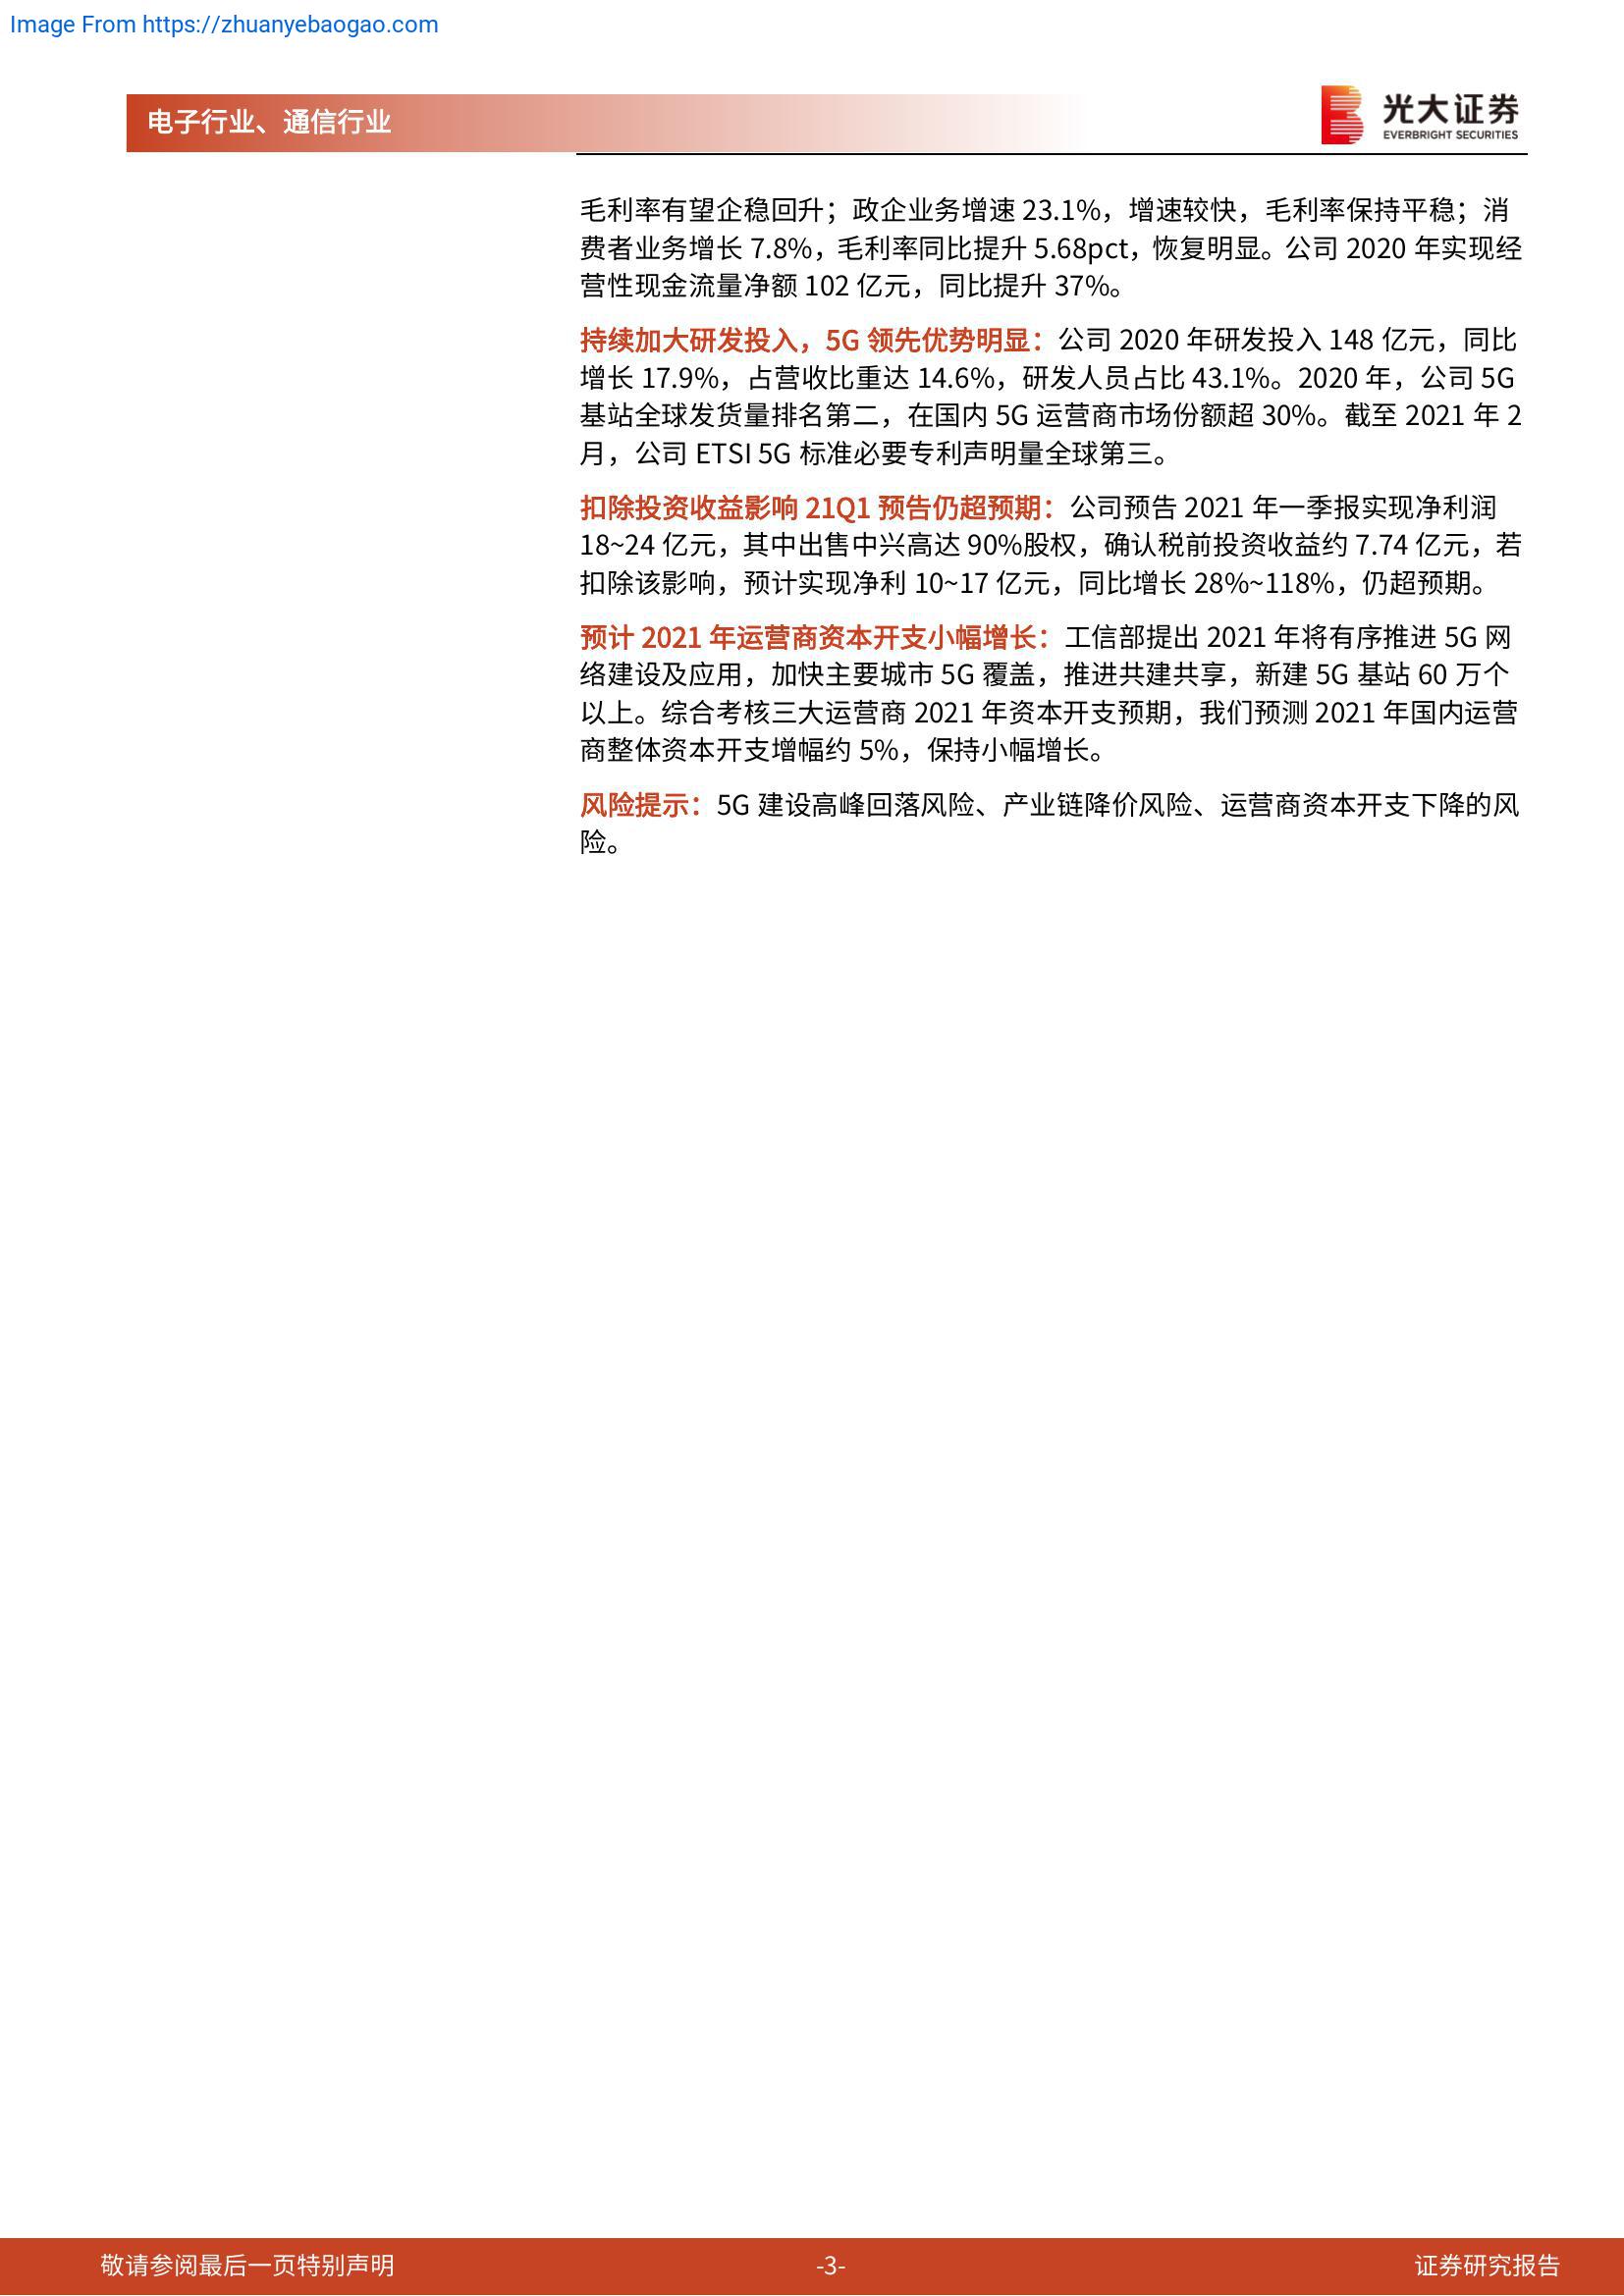 Image From https://zhuanyebaogao.com
电子行业、通信行业
光大证券
EVERBRIGHT SECURITIES
毛利率有望企稳回升；政企业务增速 23.1%，增速较快，毛利率保持平稳；消
费者业务增长 7.8%，毛利率同比提升 5.68pct，恢复明显。公司 2020 年实现经
营性现金流量净额 102 亿元，同比提升 37%。
持续加大研发投入，5G 领先优势明显：公司 2020 年研发投入 148 亿元，同比
增长 17.9%，占营收比重达 14.6%，研发人员占比 43.1%。2020 年，公司 5G
基站全球发货量排名第二，在国内 5G 运营商市场份额超 30%。截至 2021 年 2
月，公司 ETSI 5G 标准必要专利声明量全球第三。
扣除投资收益影响 21Q1 预告仍超预期：公司预告 2021 年一季报实现净利润
18~24 亿元，其中出售中兴高达 90%股权，确认税前投资收益约 7.74 亿元，若
扣除该影响，预计实现净利 10~17 亿元，同比增长 28%~118%，仍超预期。
预计 2021 年运营商资本开支小幅增长：工信部提出 2021 年将有序推进 5G 网
络建设及应用，加快主要城市 5G 覆盖，推进共建共享，新建 5G 基站 60 万个
以上。综合考核三大运营商 2021 年资本开支预期，我们预测 2021 年国内运营
商整体资本开支增幅约 5%，保持小幅增长。
风险提示：5G 建设高峰回落风险、产业链降价风险、运营商资本开支下降的风
险。
敬请参阅最后一页特别声明
-3-
证券研究报告